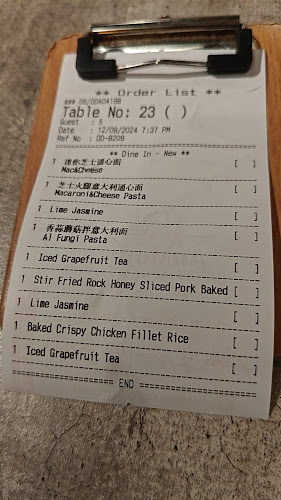 ** Order List **
### OB/ODA04198
Table No: 23 ( )
Guest : 5
Date : 12/09/2024 7:37 PM
Ref No : OD-8209
** Dine In - New **
1 迷你芝士通心面 [ ]
Mac&Cheese
1 芝士火腿意大利通心面 [ ]
Macaroni&Cheese Pasta
1 Lime Jasmine [ ]
1 香蒜蘑菇拌意大利面 [ ]
Al Fungi Pasta
1 Iced Grapefruit Tea [ ]
1 Stir Fried Rock Honey Sliced Pork Baked [ ]
1 Lime Jasmine [ ]
1 Baked Crispy Chicken Fillet Rice [ ]
1 Iced Grapefruit Tea [ ]
END